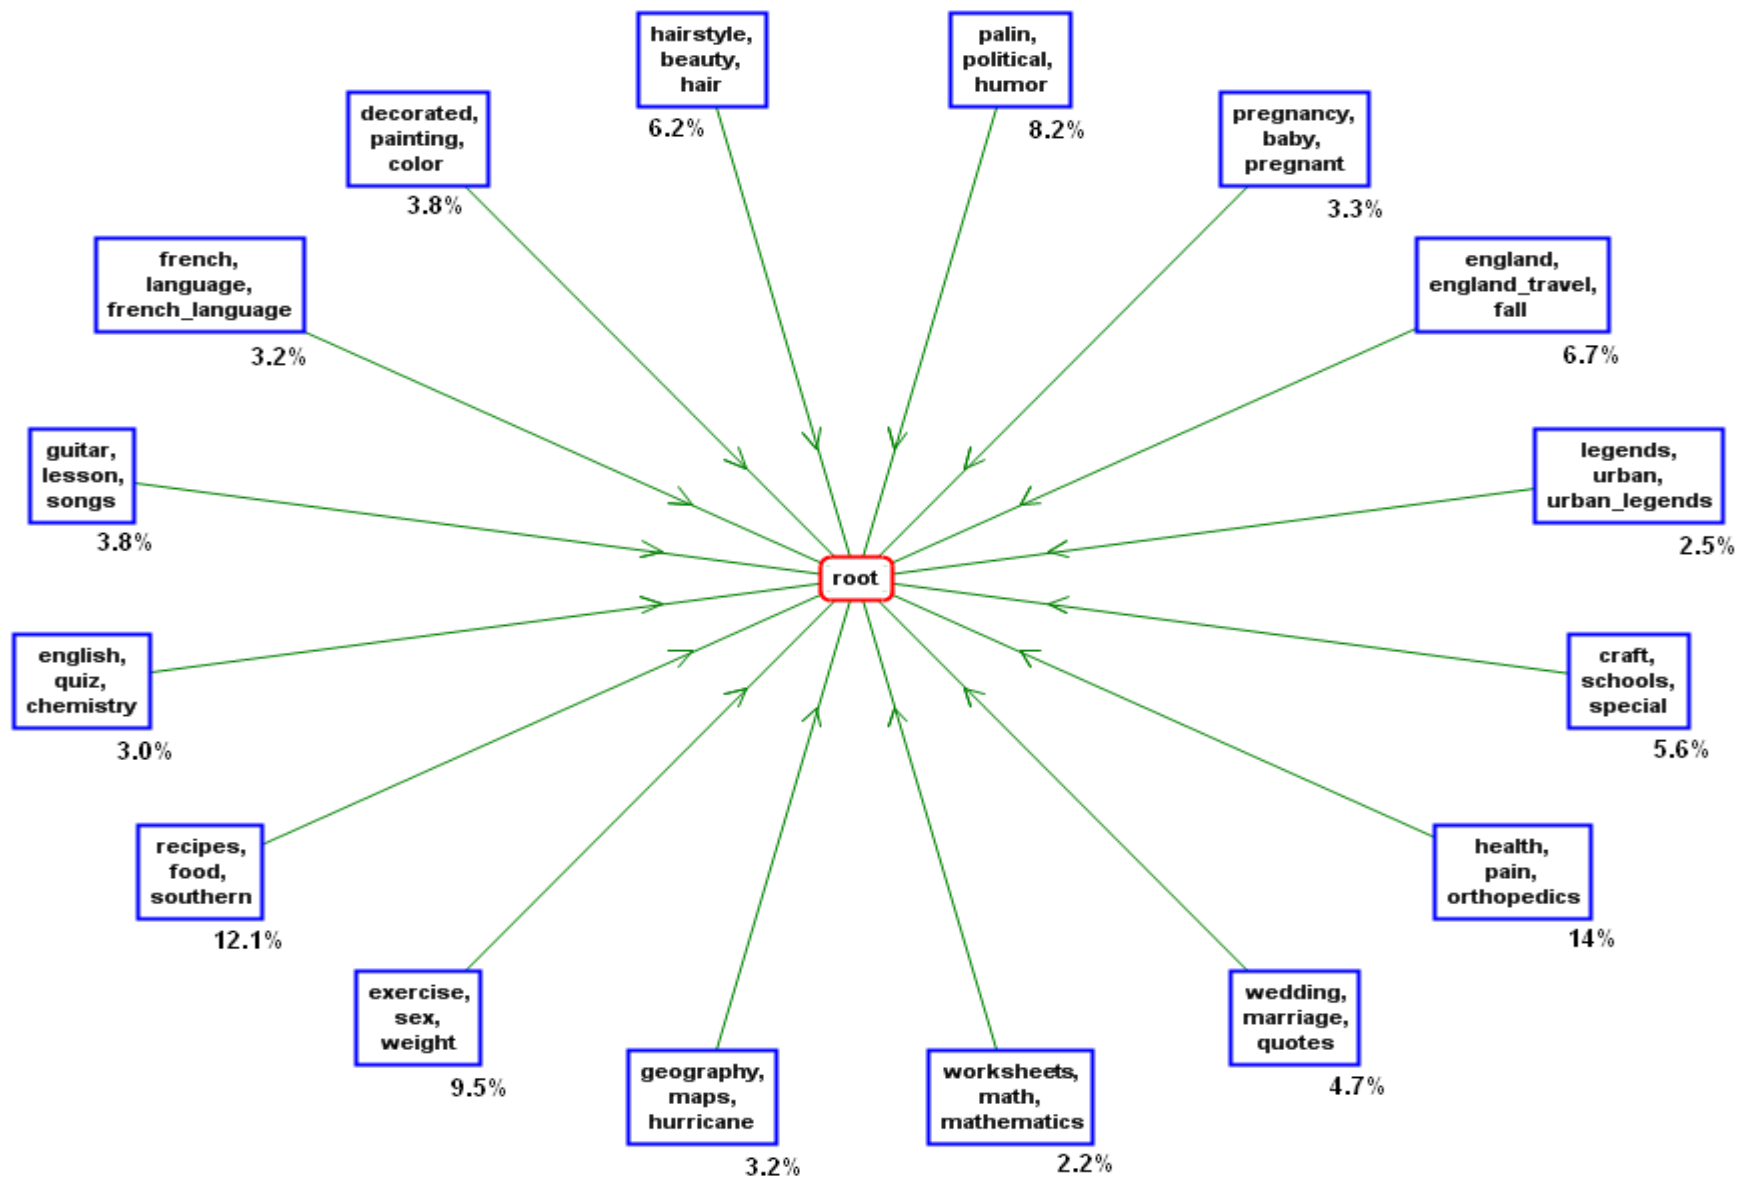 hairstyle,
beauty,
hair
6.2%
palin,
political,
humor
8.2%
decorated,
painting,
color
3.8%
pregnancy,
baby,
pregnant
3.3%
french,
language,
french_language
3.2%
england,
england_travel,
fall
6.7%
guitar,
lesson,
songs
3.8%
legends,
urban,
urban_legends
2.5%
root
english,
quiz,
chemistry
3.0%
craft,
schools,
special
5.6%
recipes,
food,
southern
12.1%
health,
pain,
orthopedics
14%
exercise,
sex,
weight
9.5%
wedding,
marriage,
quotes
4.7%
geography,
maps,
hurricane
3.2%
worksheets,
math,
mathematics
2.2%